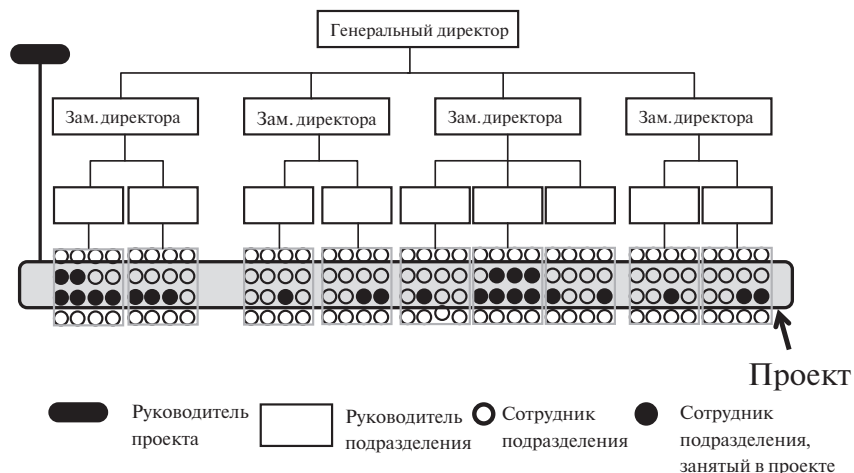 Генеральный директор
Зам. директора
Зам. директора
Зам. директора
Зам. директора
Проект
Руководитель
проекта
Руководитель
подразделения
Сотрудник
подразделения
Сотрудник
подразделения,
занятый в проекте